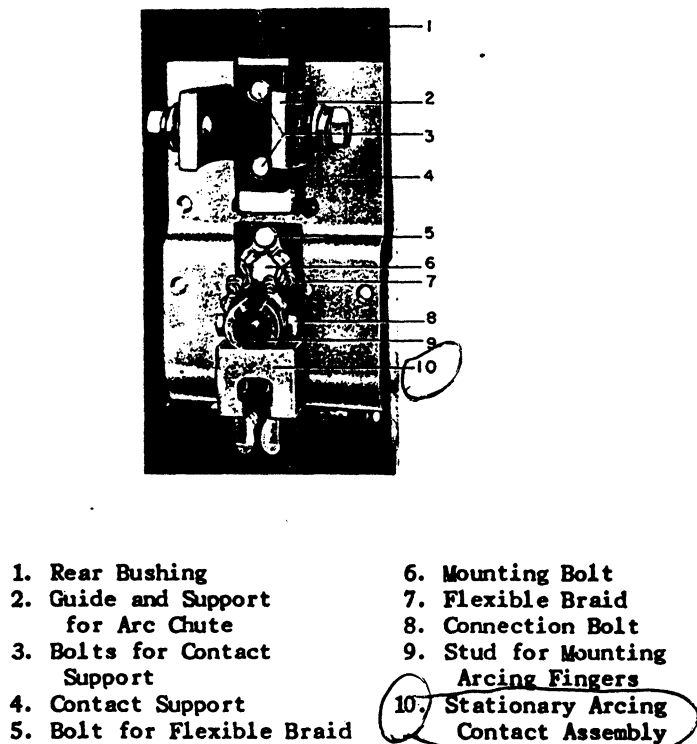 1
2
3
4
5
6
7
8
9
10
1. Rear Bushing
2. Guide and Support
for Arc Chute
3. Bolts for Contact
Support
4. Contact Support
5. Bolt for Flexible Braid
6. Mounting Bolt
7. Flexible Braid
8. Connection Bolt
9. Stud for Mounting
Arcing Fingers
10. Stationary Arcing
Contact Assembly